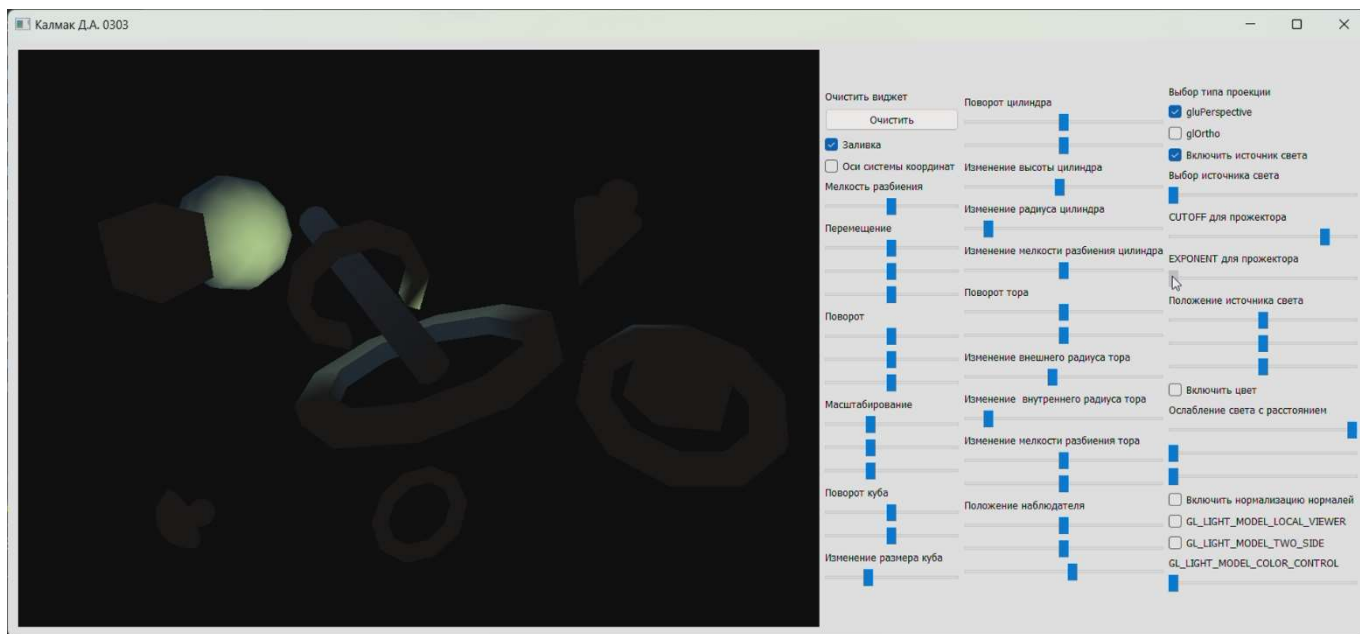 Калмак Д.А. 0303
Очистить виджет
Очистить
Заливка
Оси системы координат
Мелкость разбиения
Перемещение
Поворот
Масштабирование
Поворот куба
Изменение размера куба
Поворот цилиндра
Изменение высоты цилиндра
Изменение радиуса цилиндра
Изменение мелкости разбиения цилиндра
Поворот тора
Изменение внешнего радиуса тора
Изменение внутреннего радиуса тора
Изменение мелкости разбиения тора
Положение наблюдателя
Выбор типа проекции
gluPerspective
glOrtho
Включить источник света
Выбор источника света
CUTOFF для прожектора
EXPONENT для прожектора
Положение источника света
Включить цвет
Ослабление света с расстоянием
Включить нормализацию нормалей
GL_LIGHT_MODEL_LOCAL_VIEWER
GL_LIGHT_MODEL_TWO_SIDE
GL_LIGHT_MODEL_COLOR_CONTROL